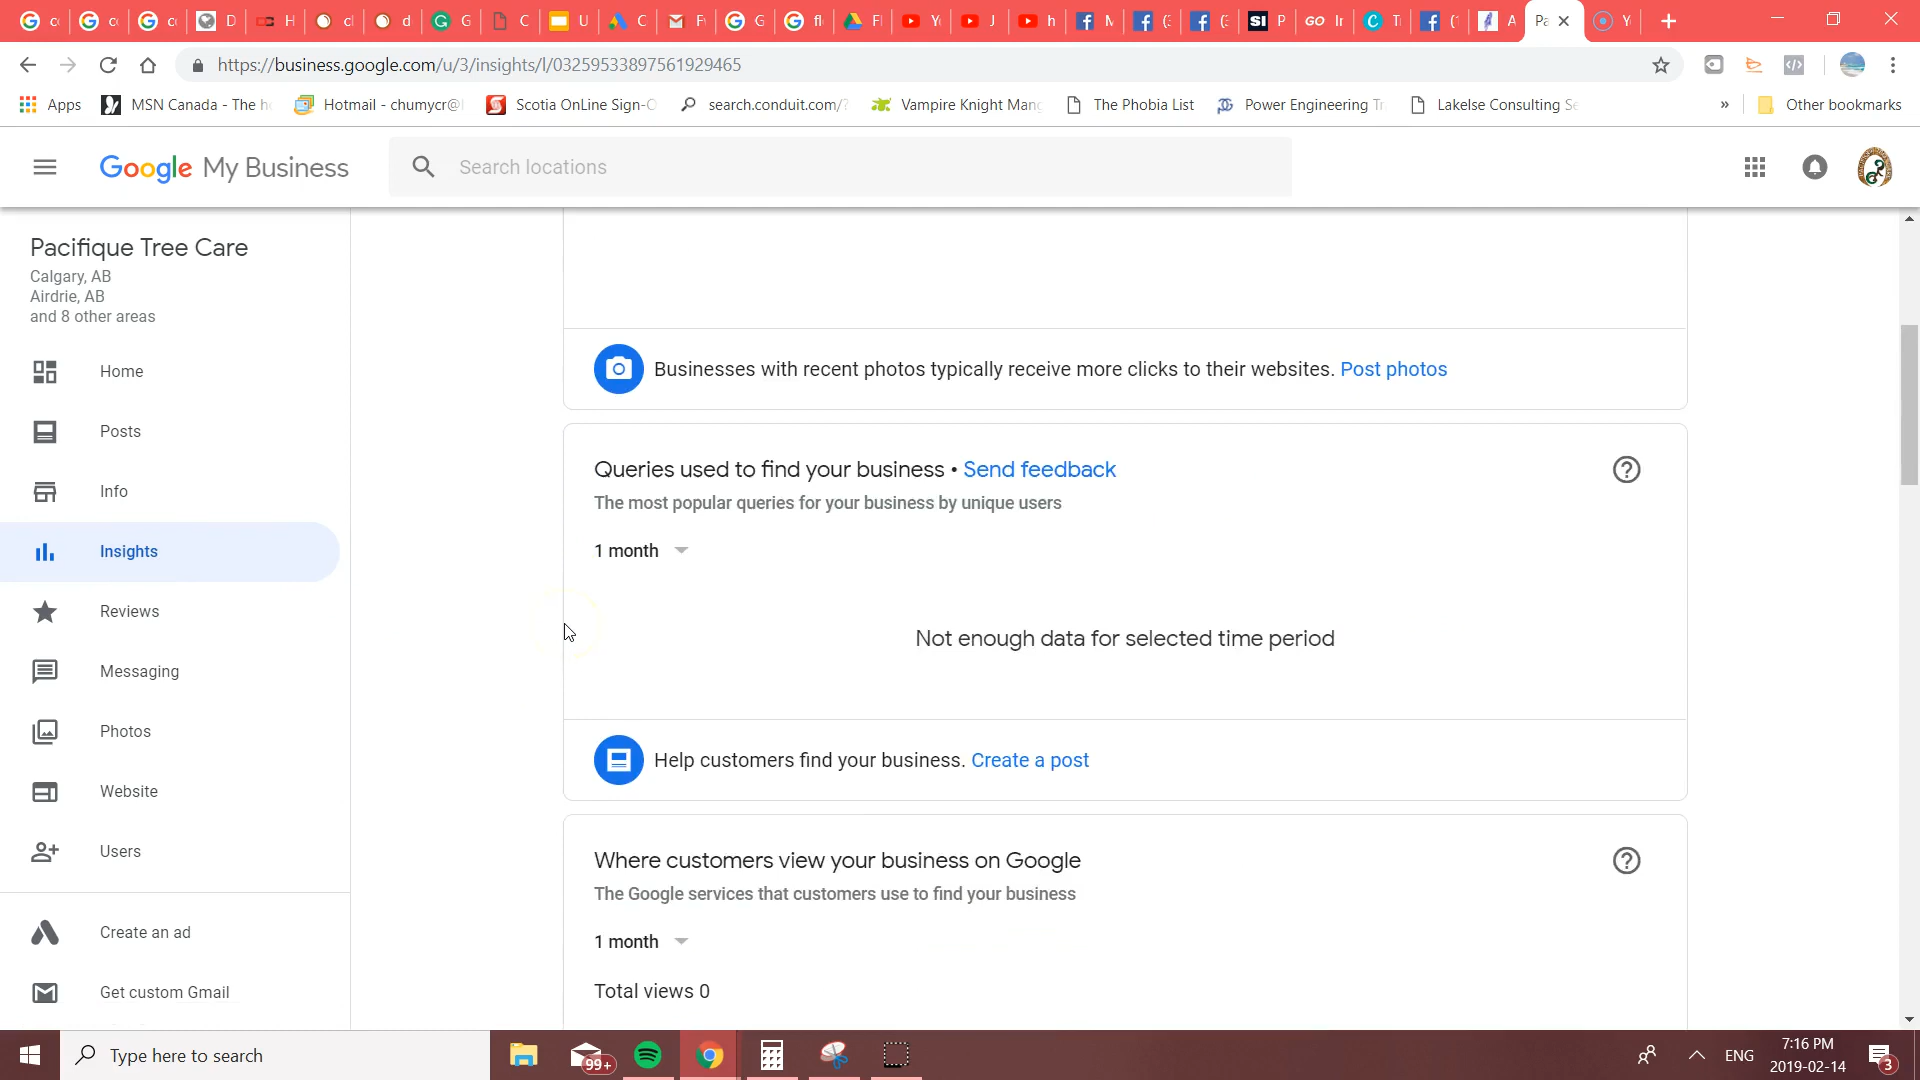 https://business.google.com/u/3/insights/l/03259533897561929465
Apps MSN Canada - The h Hotmail - chumycr@ Scotia OnLine Sign-O search.conduit.com/? Vampire Knight Mang The Phobia List Power Engineering Tr Lakelse Consulting Se » Other bookmarks
Google My Business
Search locations
Pacifique Tree Care
Calgary, AB
Airdrie, AB
and 8 other areas
Home
Posts
Info
Insights
Reviews
Messaging
Photos
Website
Users
Create an ad
Get custom Gmail
Businesses with recent photos typically receive more clicks to their websites. Post photos
Queries used to find your business • Send feedback
The most popular queries for your business by unique users
1 month
Not enough data for selected time period
Help customers find your business. Create a post
Where customers view your business on Google
The Google services that customers use to find your business
1 month
Total views 0
Type here to search
99+
ENG
7:16 PM
2019-02-14
3